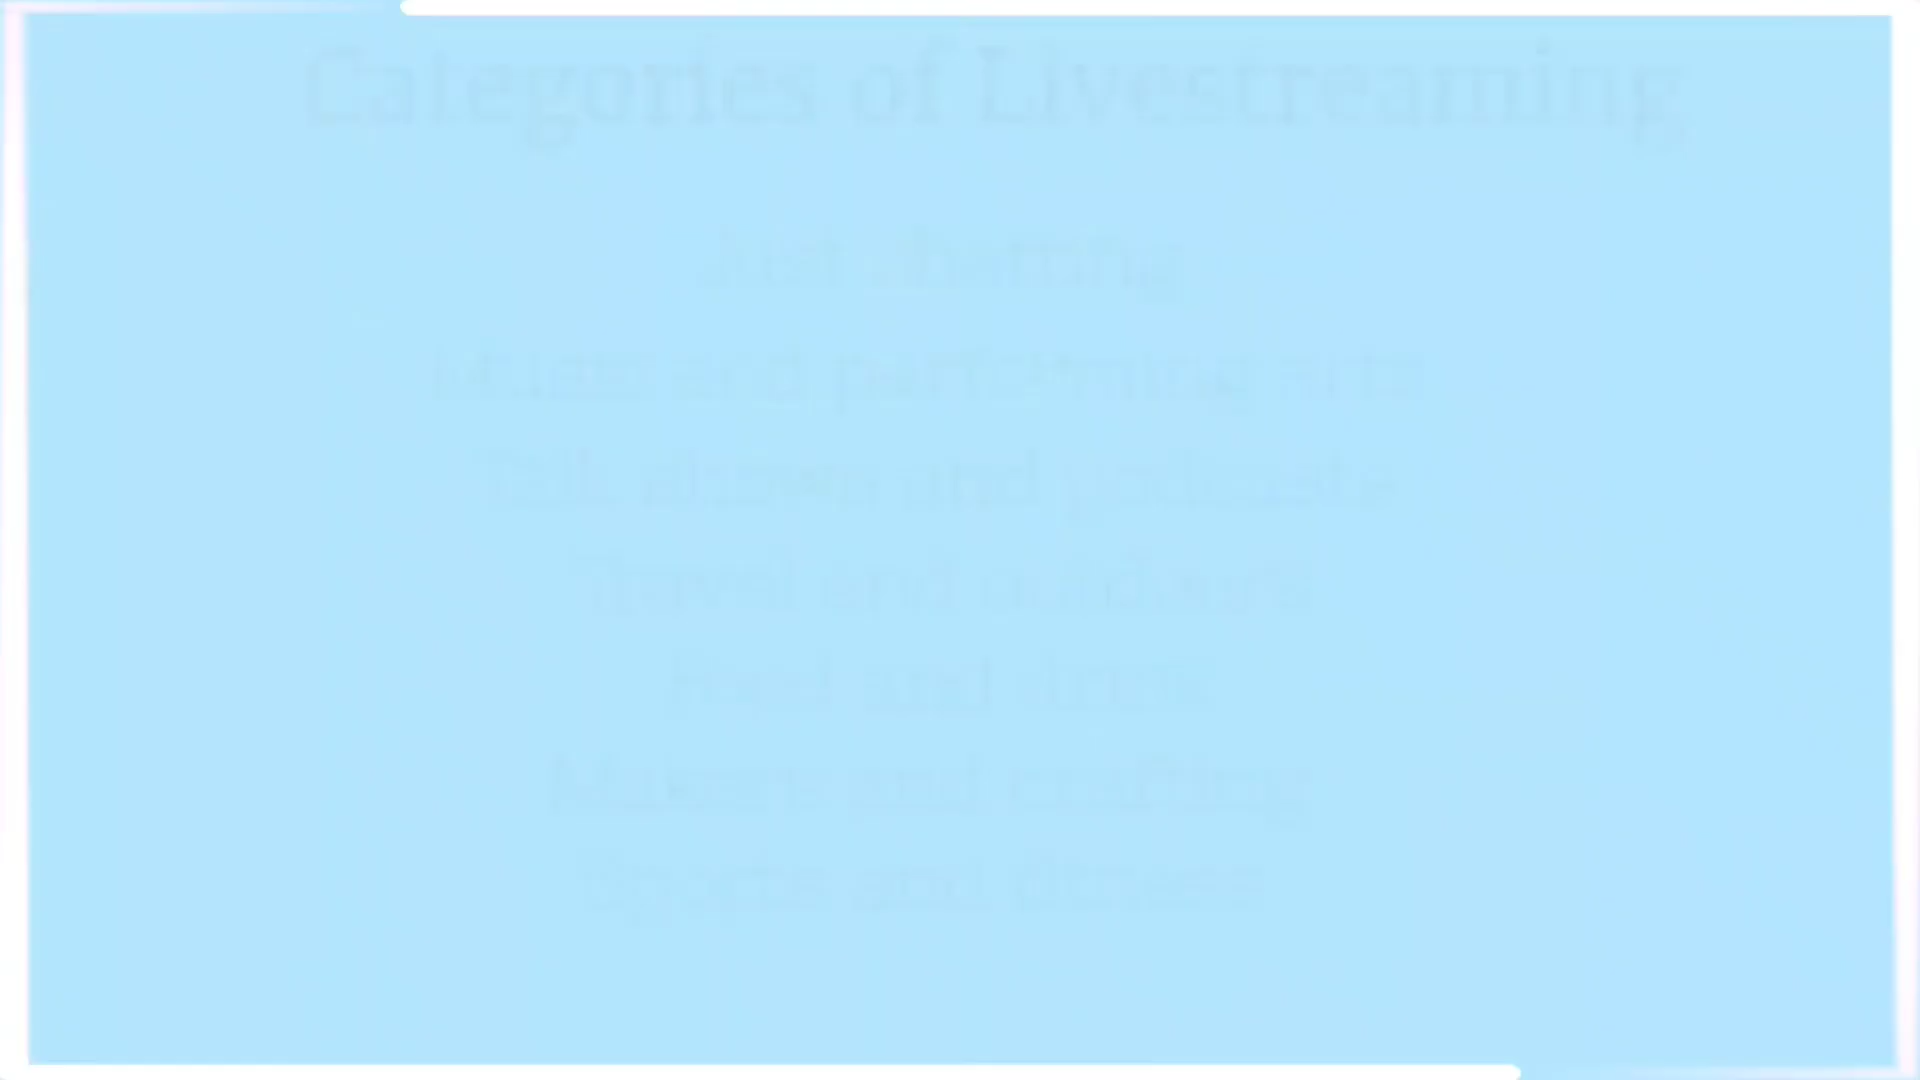 Categories of Livestreaming
Just Chatting
Music and performing arts
Talk shows and podcasts
Travel and outdoors
Food and drink
Makers and crafting
Sports and fitness